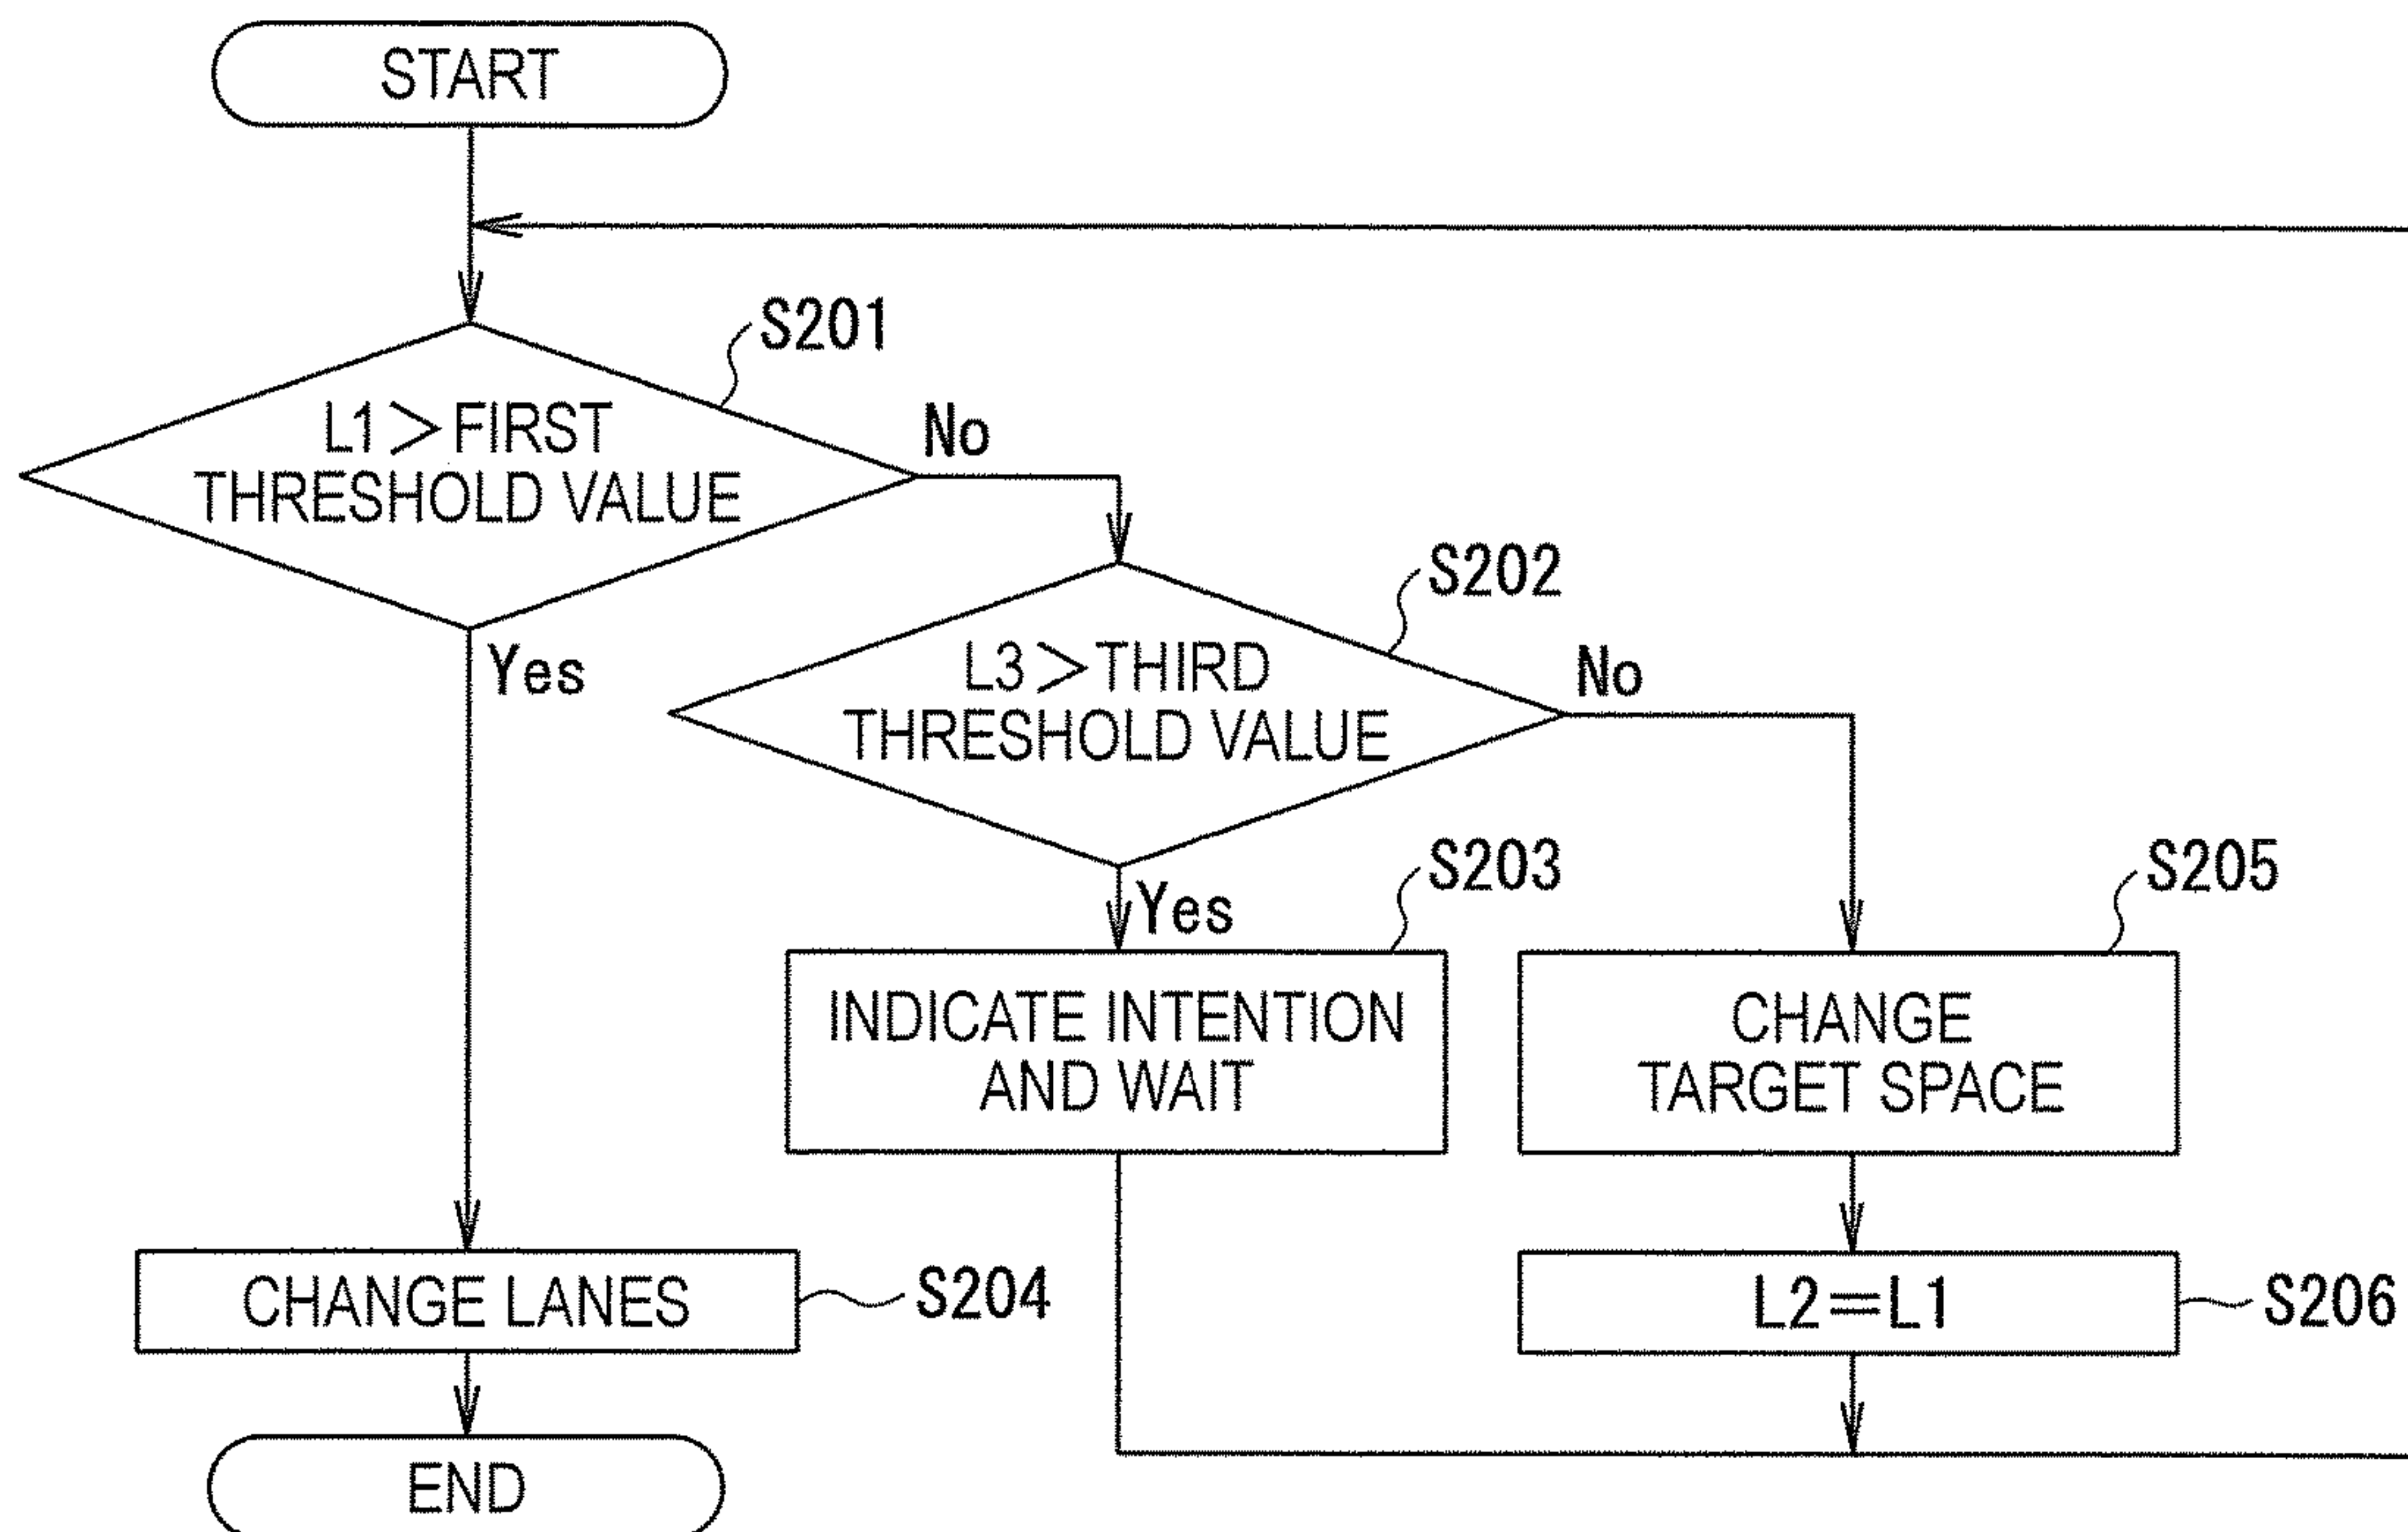 START
S201
L1>FIRST
THRESHOLD VALUE
No
Yes
S202
L3>THIRD
THRESHOLD VALUE
No
Yes
S203
INDICATE INTENTION
AND WAIT
S205
CHANGE
TARGET SPACE
CHANGE LANES
S204
L2=L1
S206
END